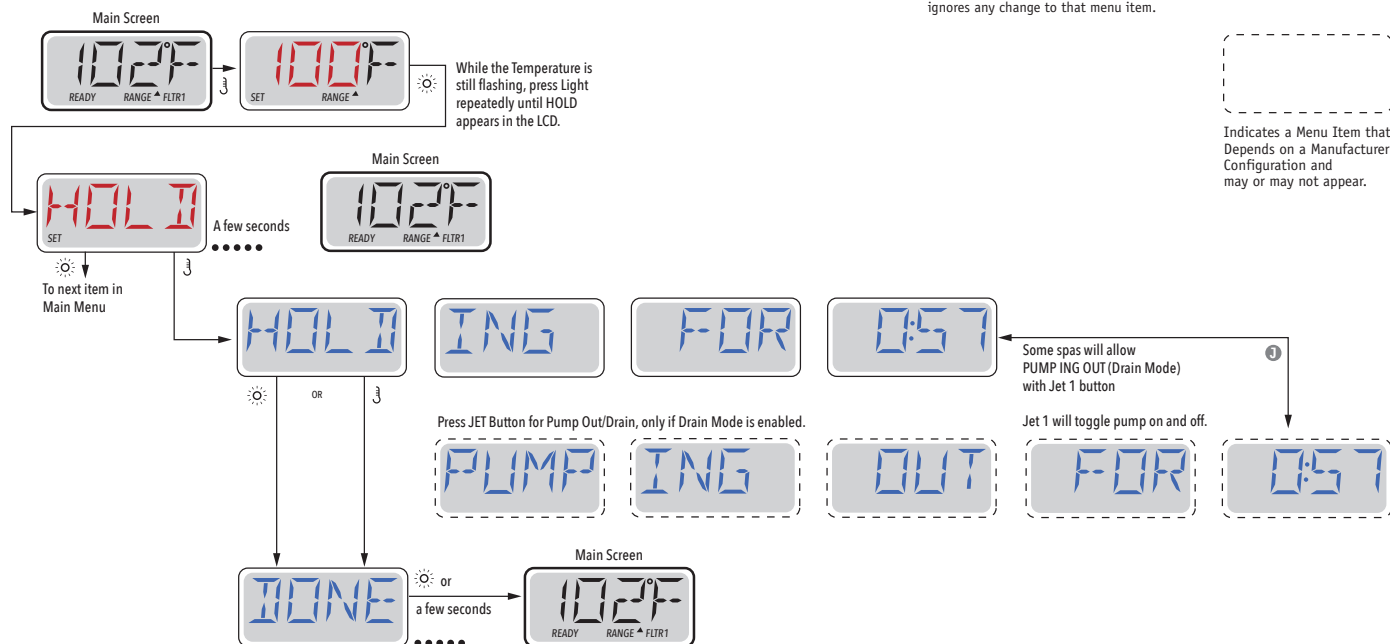 ignores any change to that menu item.
Main Screen
102°F
READY RANGE FLTR1
100°F
SET RANGE
While the Temperature is
still flashing, press Light
repeatedly until HOLD
appears in the LCD.
Indicates a Menu Item that
Depends on a Manufacturer
Configuration and
may or may not appear.
Main Screen
102°F
READY RANGE FLTR1
HOLD
SET
A few seconds
To next item in
Main Menu
HOLD
ING
FOR
0:57
OR
Some spas will allow
PUMP ING OUT (Drain Mode)
with Jet 1 button
J
Press JET Button for Pump Out/Drain, only if Drain Mode is enabled.
Jet 1 will toggle pump on and off.
PUMP
ING
OUT
FOR
0:57
DONE
or
a few seconds
Main Screen
102°F
READY RANGE FLTR1